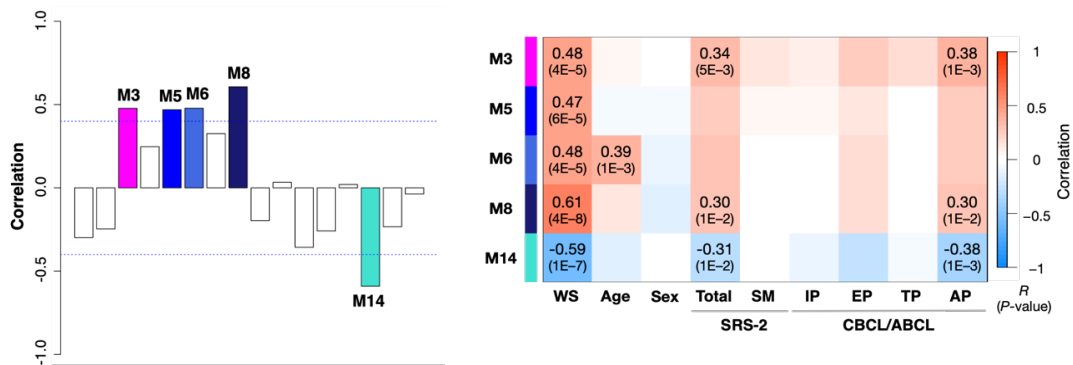 1.0
0.5
0.0
-0.5
-1.0
Correlation
M3
M5
M6
M8
M14
M3
M5
M6
M8
M14
0.48 0.34 0.38
(4E−5) (5E−3) (1E−3)
0.47
(6E−5)
0.48 0.39
(4E−5) (1E−3)
0.61 0.30 0.30
(4E−8) (1E−2) (1E−2)
-0.59 -0.31 -0.38
(1E−7) (1E−2) (1E−3)
WS Age Sex Total SM IP EP TP AP
SRS-2 CBCL/ABCL
1
0.5
0
−0.5
−1
Correlation
R
(P-value)